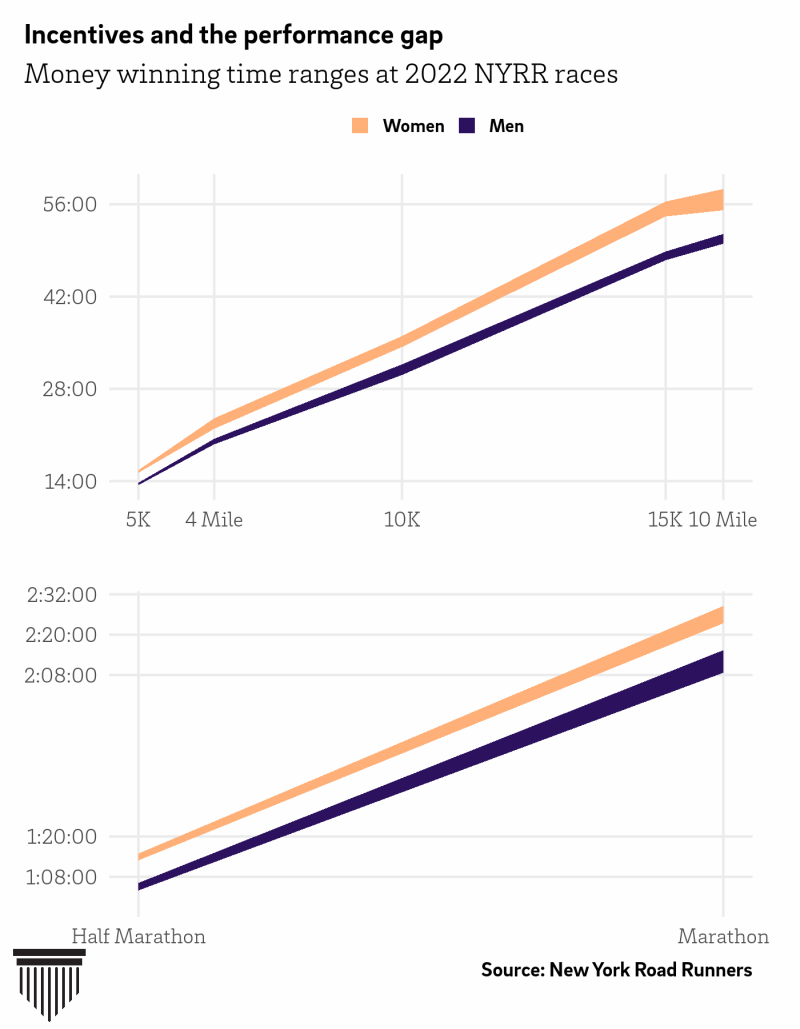 Incentives and the performance gap
Money winning time ranges at 2022 NYRR races
Women Men
56:00
42:00
28:00
14:00
5K 4 Mile 10K 15K 10 Mile
2:32:00
2:20:00
2:08:00
1:20:00
1:08:00
Half Marathon Marathon
Source: New York Road Runners